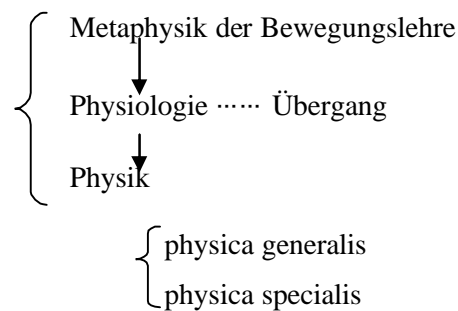 Metaphysik der Bewegungslehre
Physiologie ⋯⋯ Übergang
Physik
physica generalis
physica specialis